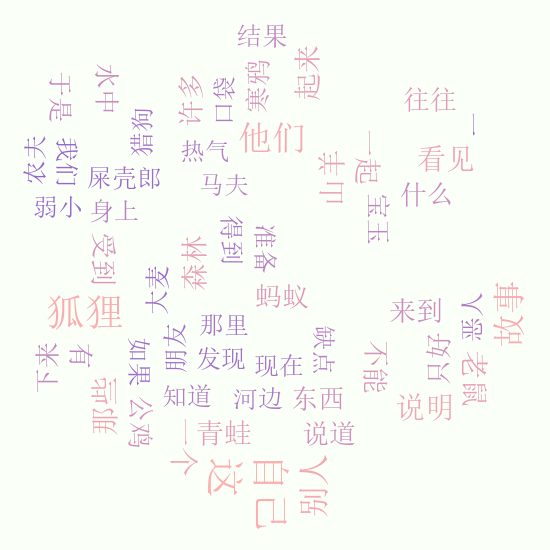 结果
起来
寒鸦
许多
口袋
水中
于是
往往
一
猎狗
他们
农夫
我们
热气
看见
一起
山羊
屎壳郎
马夫
什么
弱小
身上
宝玉
得到
准备
受到
森林
大麦
蚂蚁
狐狸
来到
恶人
故事
那里
朋友
如果
缺点
只好
下来
有
发现
现在
不能
老鼠
那些
公鸡
知道
河边
东西
说明
一
青蛙
说道
一个
这
自己
别人